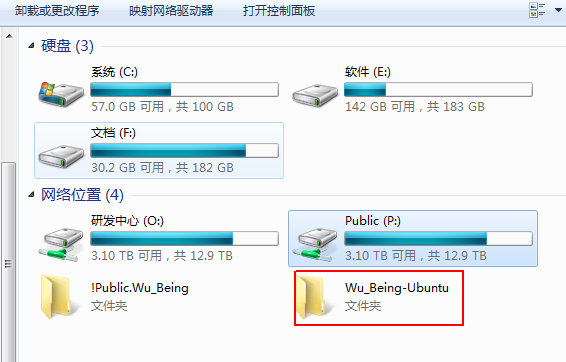 卸载或更改程序 映射网络驱动器 打开控制面板
硬盘 (3)
系统 (C:) 软件 (E:)
57.0 GB 可用，共 100 GB 142 GB 可用，共 183 GB
文档 (F:)
30.2 GB 可用，共 182 GB
网络位置 (4)
研发中心 (O:) Public (P:)
3.10 TB 可用，共 12.9 TB 3.10 TB 可用，共 12.9 TB
!Public.Wu_Being Wu_Being-Ubuntu
文件夹 文件夹